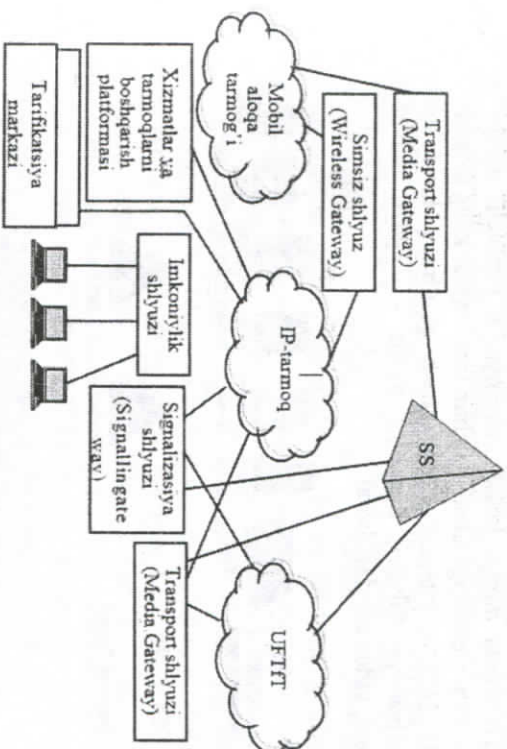 SS
Transport shlyuzi
(Media Gateway)
Simsiz shlyuz
(Wireless Gateway)
Mobil
aloqa
tarmog'i
IP-tarmoq
UFTfT
Xizmatlar va
tarmoqlarni
boshqarish
platformasi
Imkoniylik
shlyuzi
Signalizasiya
shlyuzi
(Signallingate
way)
Transport shlyuzi
(Media Gateway)
Tarifikatsiya
markazi